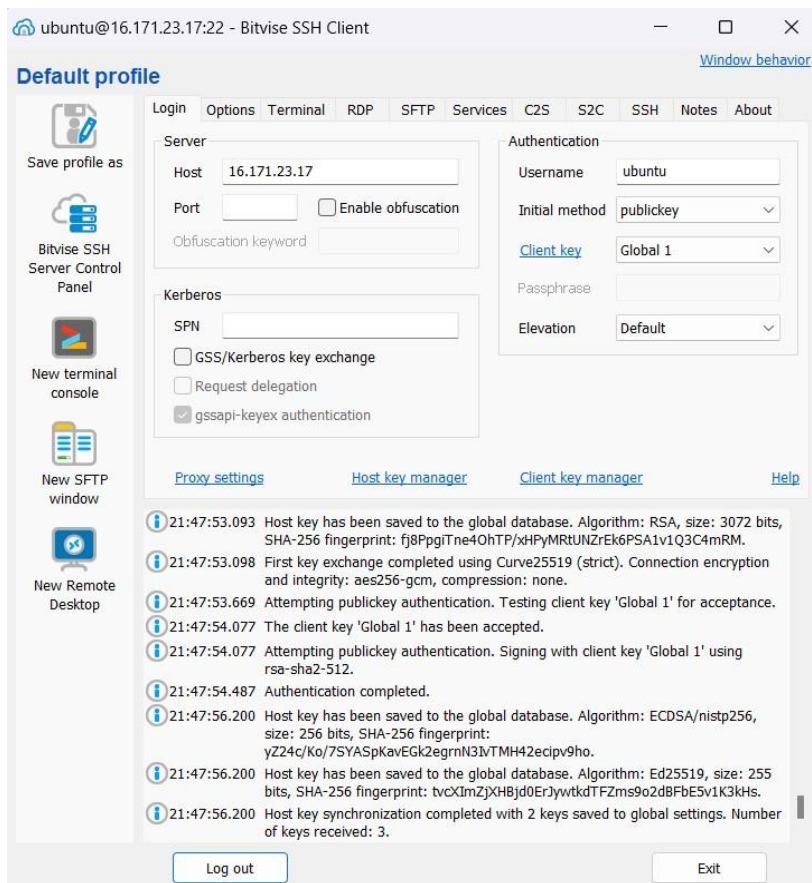 ubuntu@16.171.23.17:22 - Bitvise SSH Client
Window behavior
Default profile
Save profile as
Bitvise SSH
Server Control
Panel
New terminal
console
New SFTP
window
New Remote
Desktop
Login Options Terminal RDP SFTP Services C2S S2C SSH Notes About
Server
Host 16.171.23.17
Port Enable obfuscation
Obfuscation keyword
Kerberos
SPN
GSS/Kerberos key exchange
Request delegation
gssapi-keyex authentication
Authentication
Username ubuntu
Initial method publickey
Client key Global 1
Passphrase
Elevation Default
Proxy settings Host key manager Client key manager Help
21:47:53.093 Host key has been saved to the global database. Algorithm: RSA, size: 3072 bits,
SHA-256 fingerprint: fj8PpgiTne4OhTP/xHPyMRtUNZrEk6PSA1v1Q3C4mRM.
21:47:53.098 First key exchange completed using Curve25519 (strict). Connection encryption
and integrity: aes256-gcm, compression: none.
21:47:53.669 Attempting publickey authentication. Testing client key 'Global 1' for acceptance.
21:47:54.077 The client key 'Global 1' has been accepted.
21:47:54.077 Attempting publickey authentication. Signing with client key 'Global 1' using
rsa-sha2-512.
21:47:54.487 Authentication completed.
21:47:56.200 Host key has been saved to the global database. Algorithm: ECDSA/nistp256,
size: 256 bits, SHA-256 fingerprint:
yZ24c/Ko/7SYASpKavEGk2egrnN3IvTMH42ecipv9ho.
21:47:56.200 Host key has been saved to the global database. Algorithm: Ed25519, size: 255
bits, SHA-256 fingerprint: tvcXImZjXHBjd0ErJywtkdTFZms9o2dBFbE5v1K3kHs.
21:47:56.200 Host key synchronization completed with 2 keys saved to global settings. Number
of keys received: 3.
Log out Exit